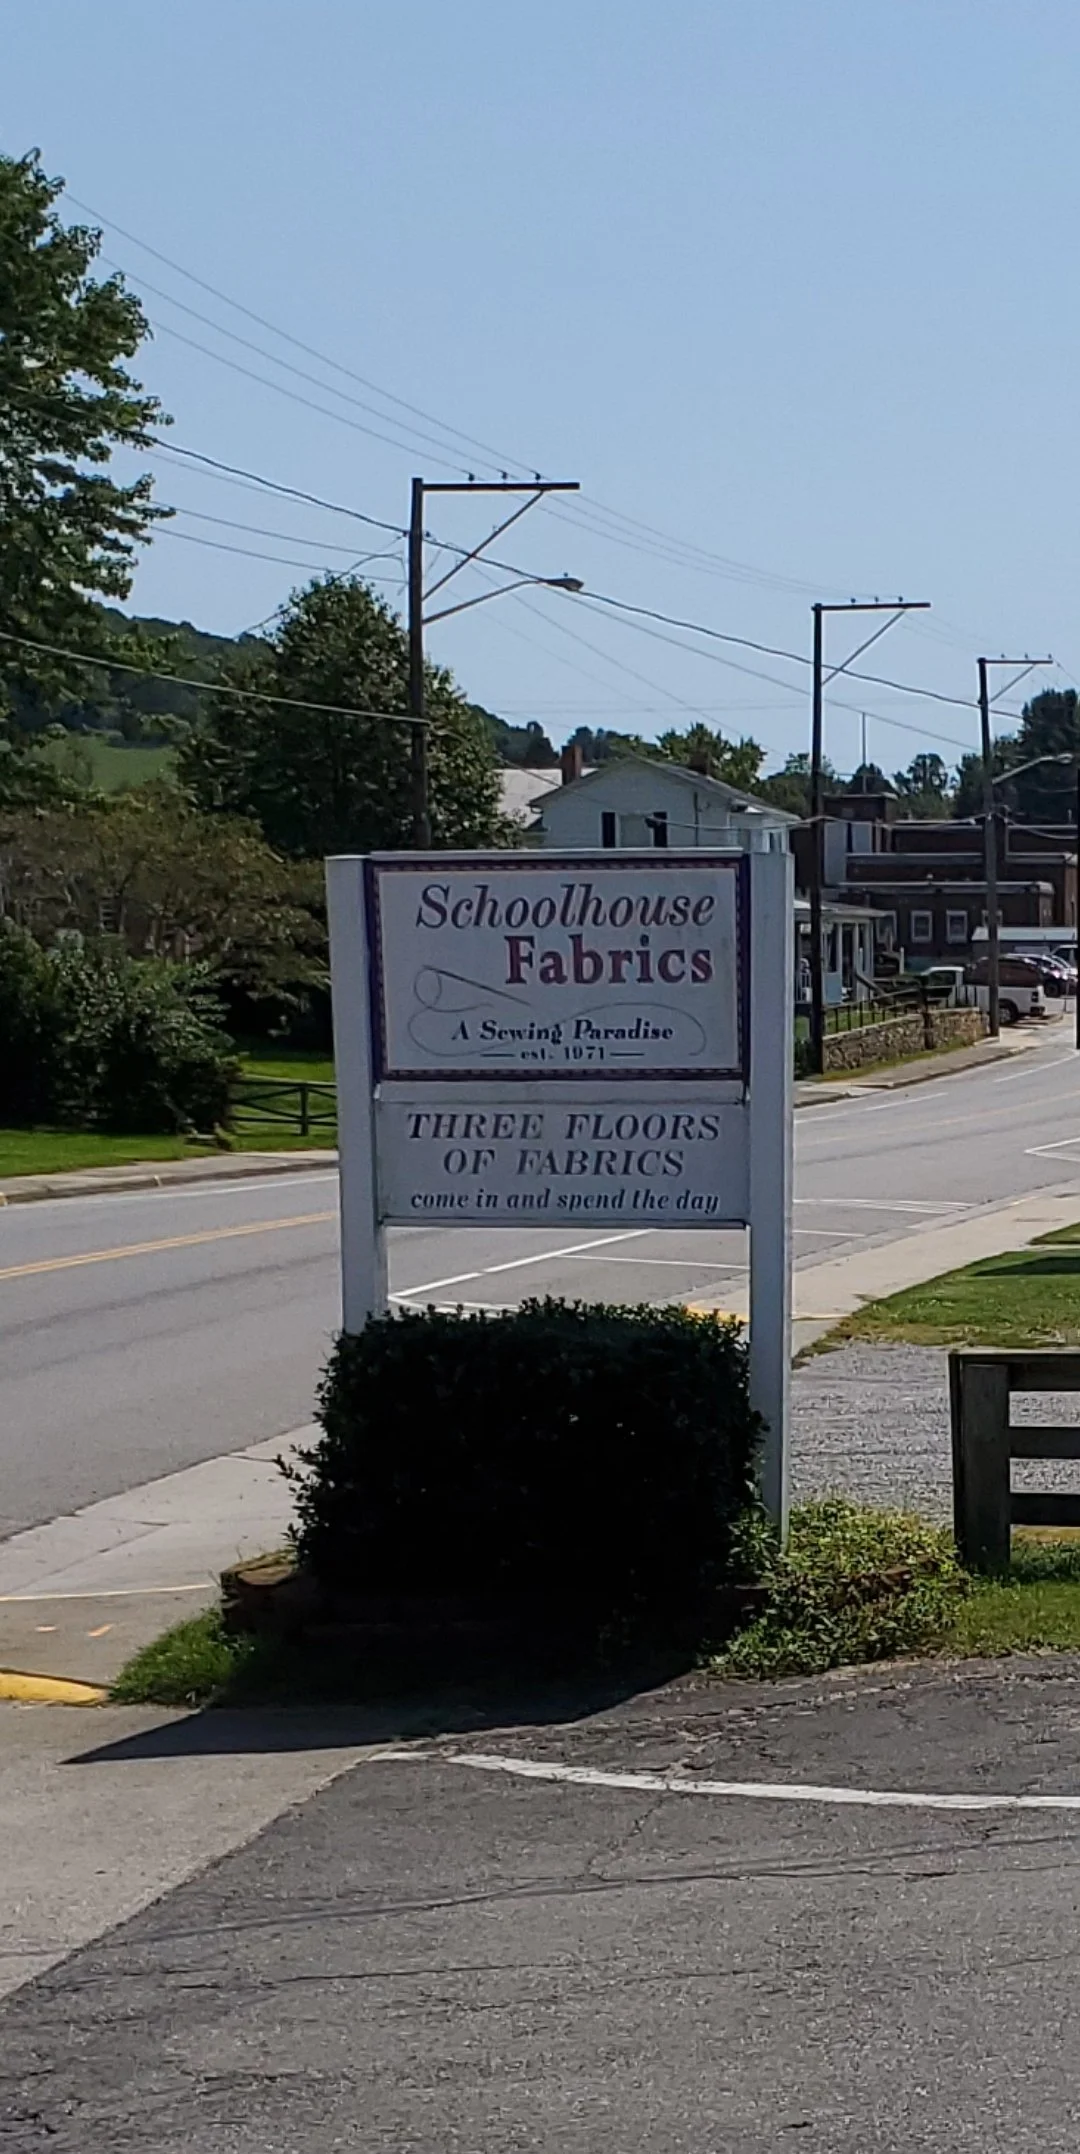 Schoolhouse
Fabrics
A Sewing Paradise
est. 1971
THREE FLOORS
OF FABRICS
come in and spend the day